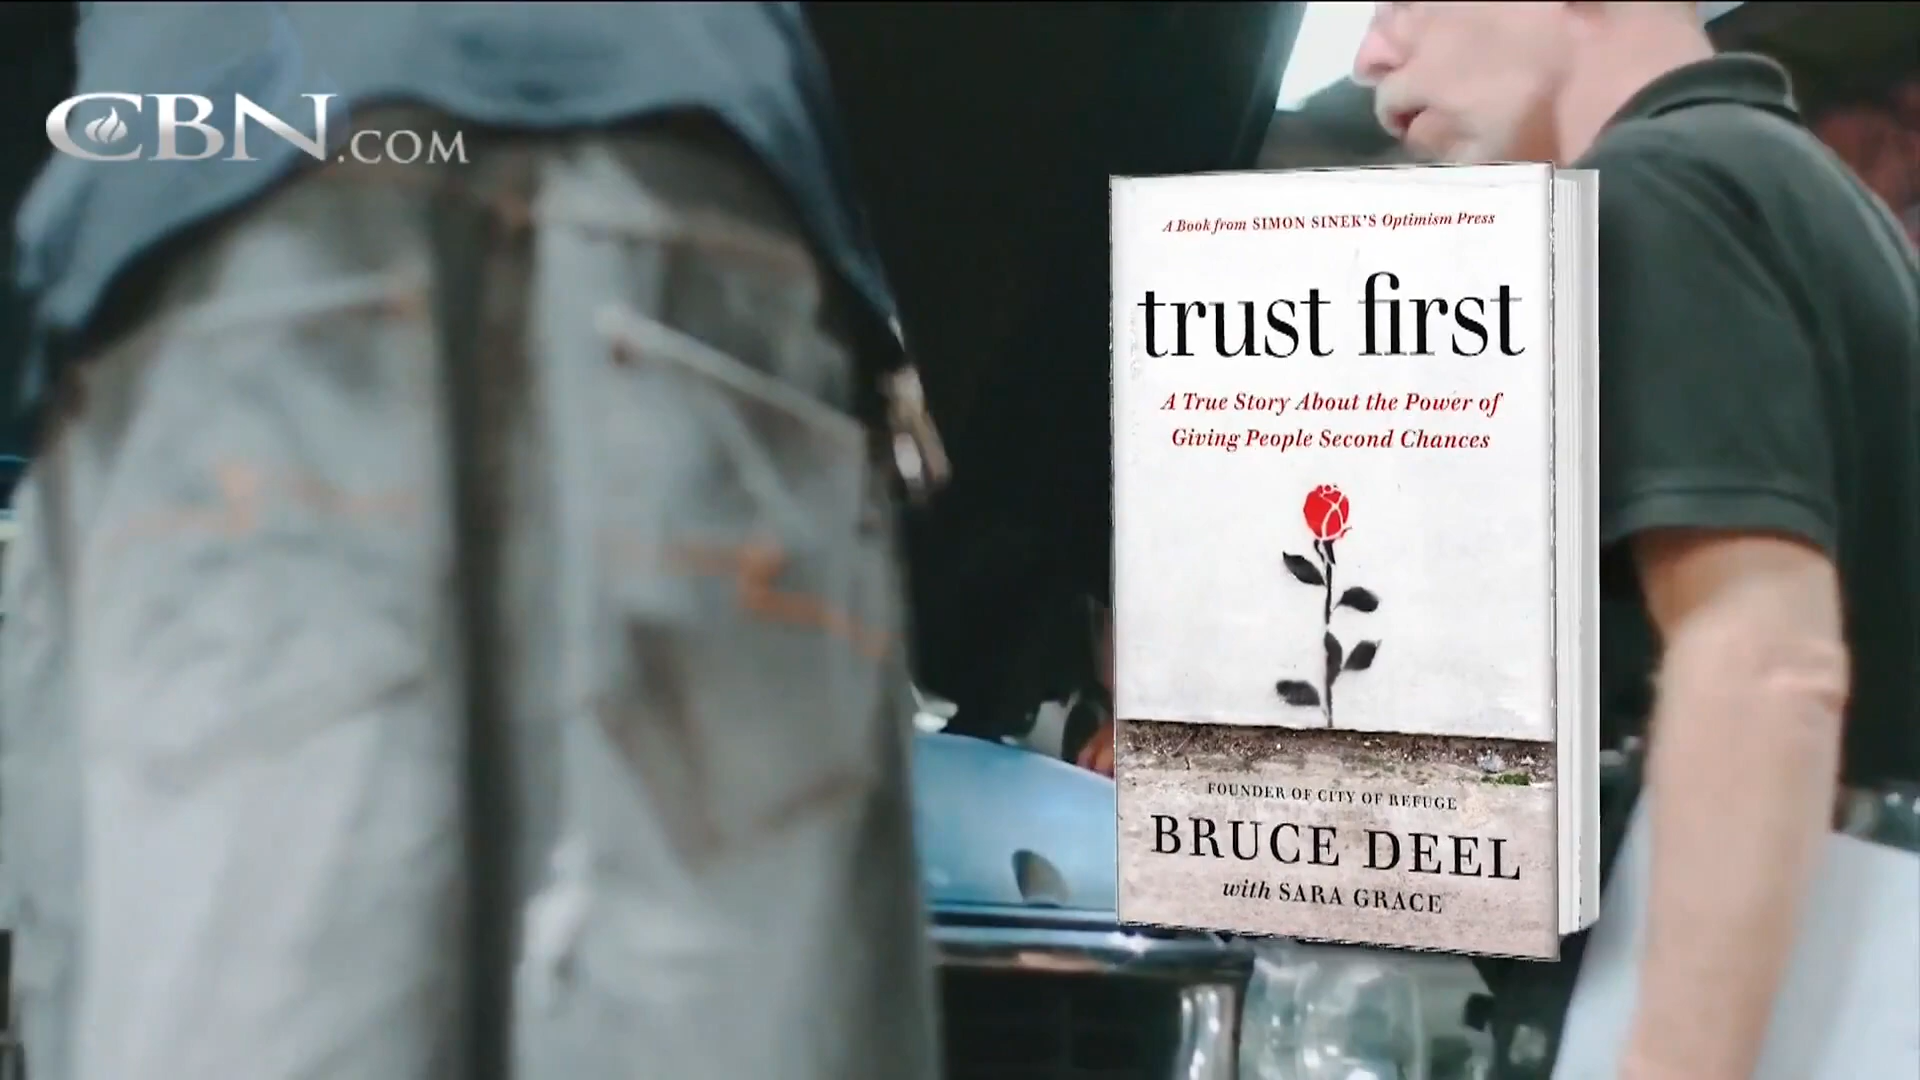 CBN.COM
A Book from SIMON SINEK'S Optimism Press
trust first
A True Story About the Power of
Giving People Second Chances
FOUNDER OF CITY OF REFUGE
BRUCE DEEL
with SARA GRACE